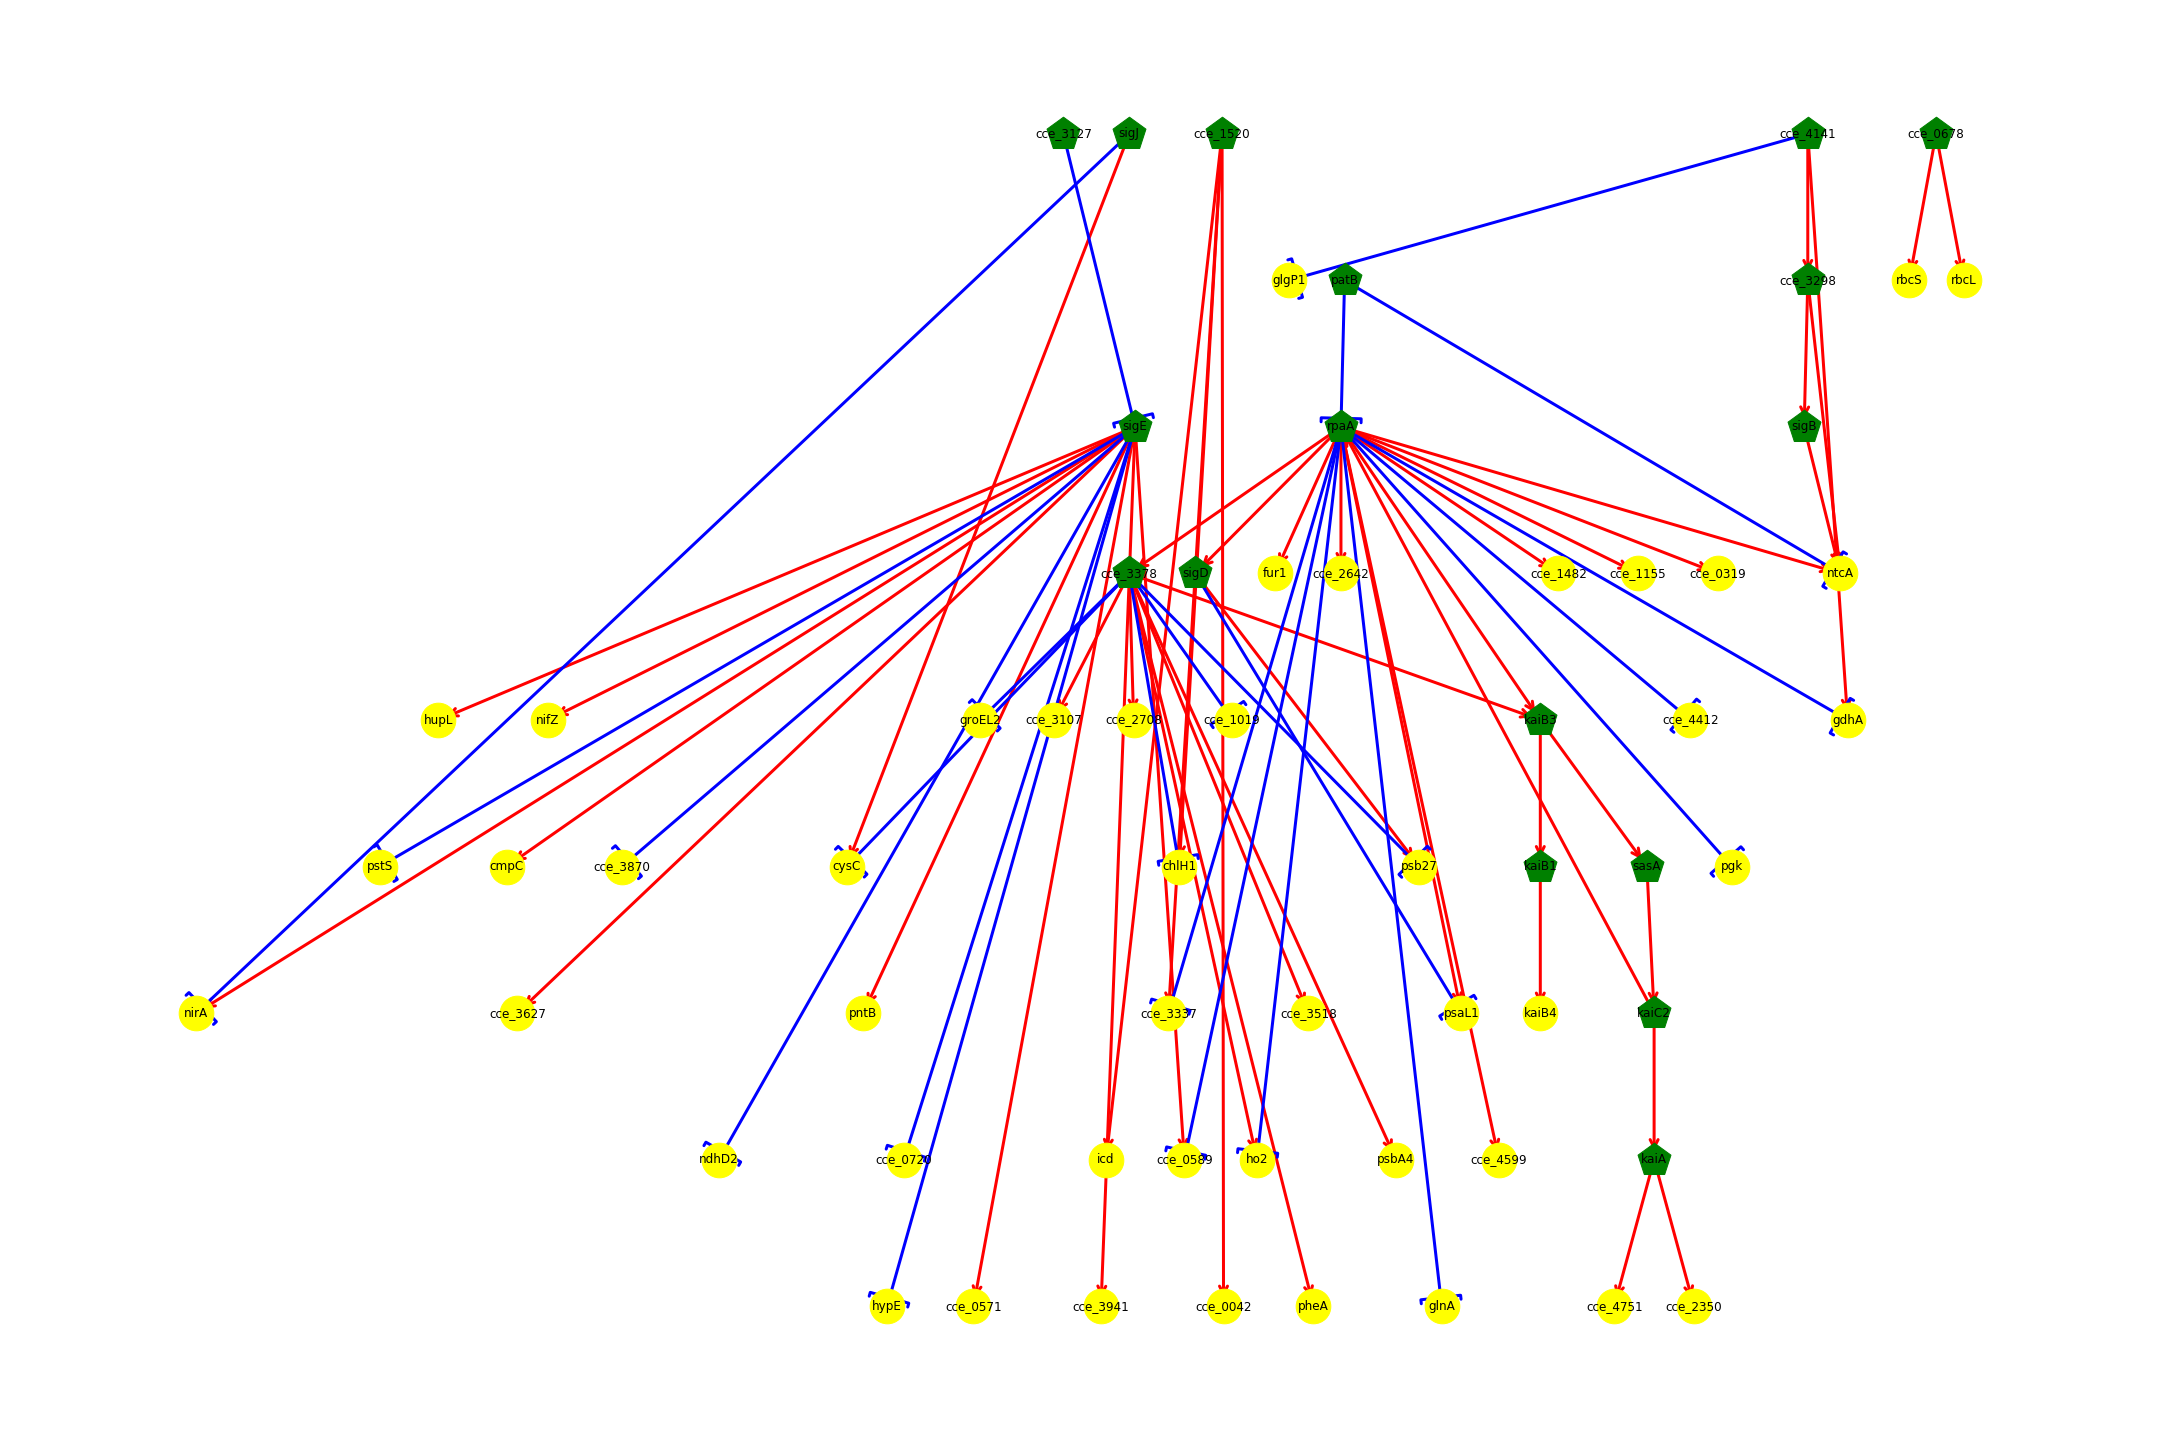 cce_3127
sigJ
cce_1520
cce_4141
cce_0678
glgP1
patB
cce_3298
rbcS
rbcL
sigE
rpaA
sigB
cce_3378
sigD
fur1
cce_2642
cce_1482
cce_1155
cce_0319
ntcA
hupL
nifZ
groEL2
cce_3107
cce_2708
cce_1019
kaiB3
cce_4412
gdhA
pstS
cmpC
cce_3870
cysC
chlH1
psb27
kaiB1
sasA
pgk
nirA
cce_3627
pntB
cce_3337
cce_3518
psaL1
kaiB4
kaiC2
ndhD2
cce_0720
icd
cce_0589
ho2
psbA4
cce_4599
kaiA
hypE
cce_0571
cce_3941
cce_0042
pheA
glnA
cce_4751
cce_2350